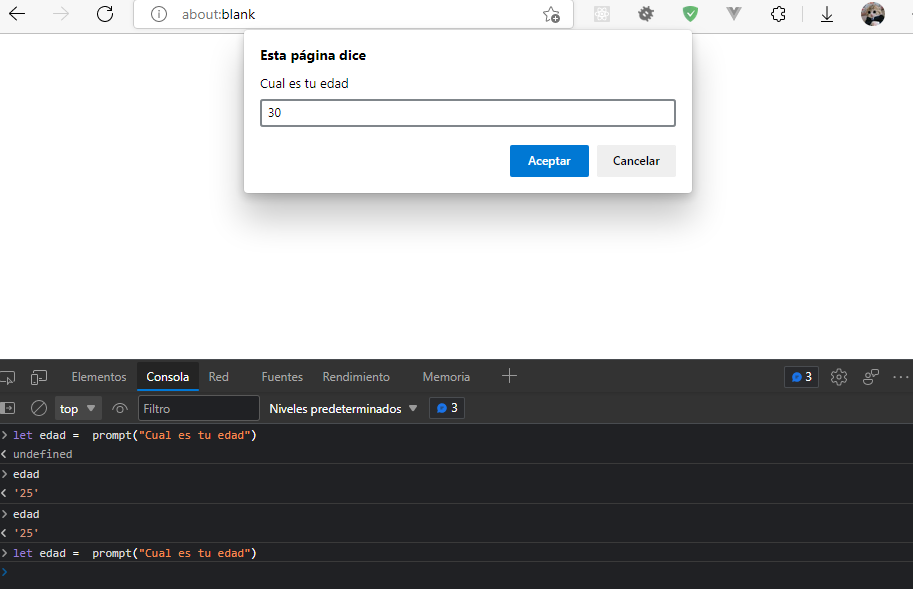 about:blank
Esta página dice
Cual es tu edad
30
Aceptar Cancelar
Elementos Consola Red Fuentes Rendimiento Memoria 3
top Filtro Niveles predeterminados 3
let edad =  prompt("Cual es tu edad")
undefined
edad
'25'
edad
'25'
let edad =  prompt("Cual es tu edad")